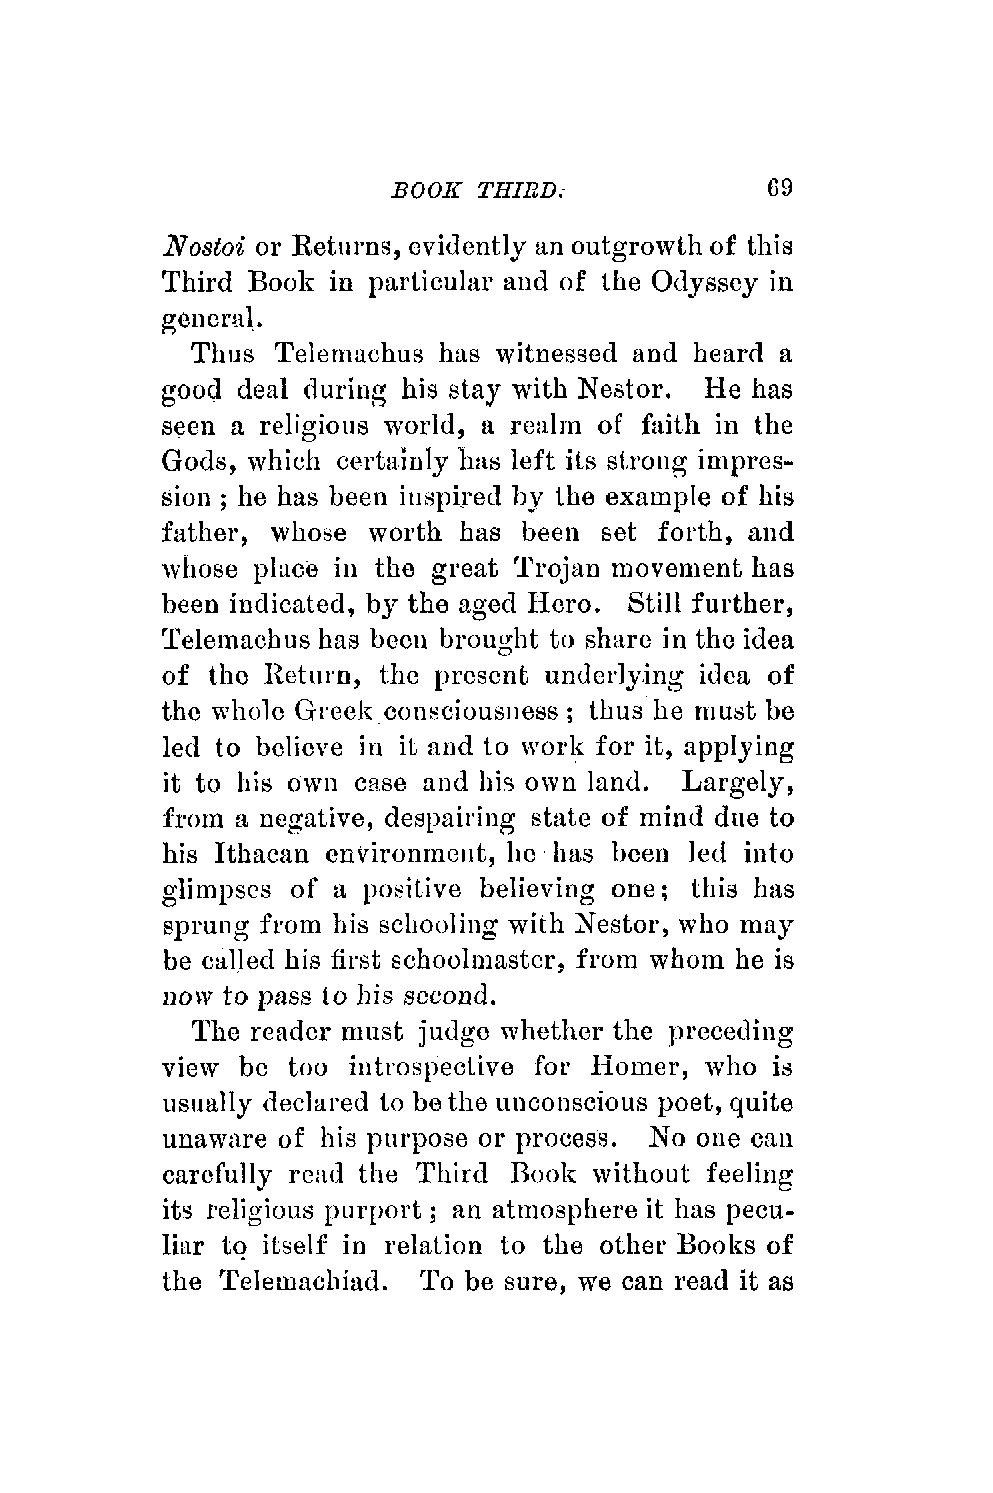 BOOK THIRD. 69
Nostoi or Returns, evidently an outgrowth of this
Third Book in particular and of the Odyssey in
general.
Thus Telemachus has witnessed and heard a
good deal during his stay with Nestor. He has
seen a religious world, a realm of faith in the
Gods, which certainly has left its strong impres-
sion ; he has been inspired by the example of his
father, whose worth has been set forth, and
whose place in the great Trojan movement has
been indicated, by the aged Hero. Still further,
Telemachus has been brought to share in the idea
of the Return, the present underlying idea of
the whole Greek consciousness ; thus he must be
led to believe in it and to work for it, applying
it to his own case and his own land. Largely,
from a negative, despairing state of mind due to
his Ithacan environment, he has been led into
glimpses of a positive believing one; this has
sprung from his schooling with Nestor, who may
be called his first schoolmaster, from whom he is
now to pass to his second.
The reader must judge whether the preceding
view be too introspective for Homer, who is
usually declared to be the unconscious poet, quite
unaware of his purpose or process. No one can
carefully read the Third Book without feeling
its religious purport ; an atmosphere it has pecu-
liar to itself in relation to the other Books of
the Telemachiad. To be sure, we can read it as